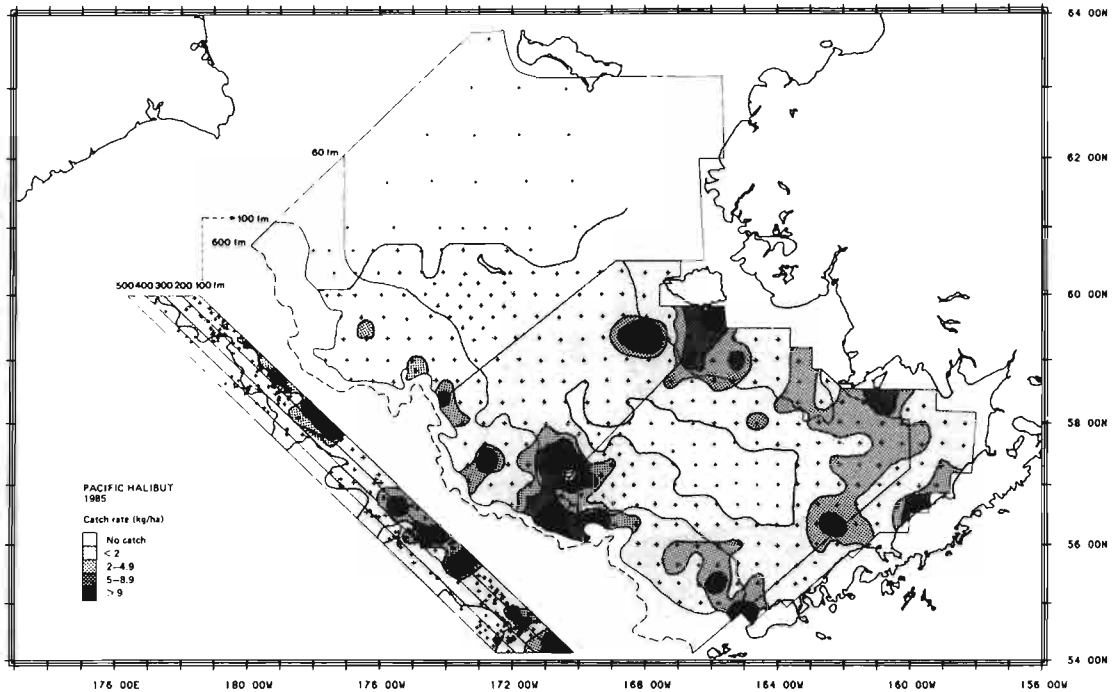 64 00N
60 fm
62 00N
100 fm
600 fm
500 400 300 200 100 fm
60 00N
58 00N
PACIFIC HALIBUT
1985
Catch rate (kg/ha)
No catch
< 2
2–4.9
5–8.9
> 9
56 00N
54 00N
176 00E 180 00W 176 00W 172 00W 168 00W 164 00W 160 00W 156 00W